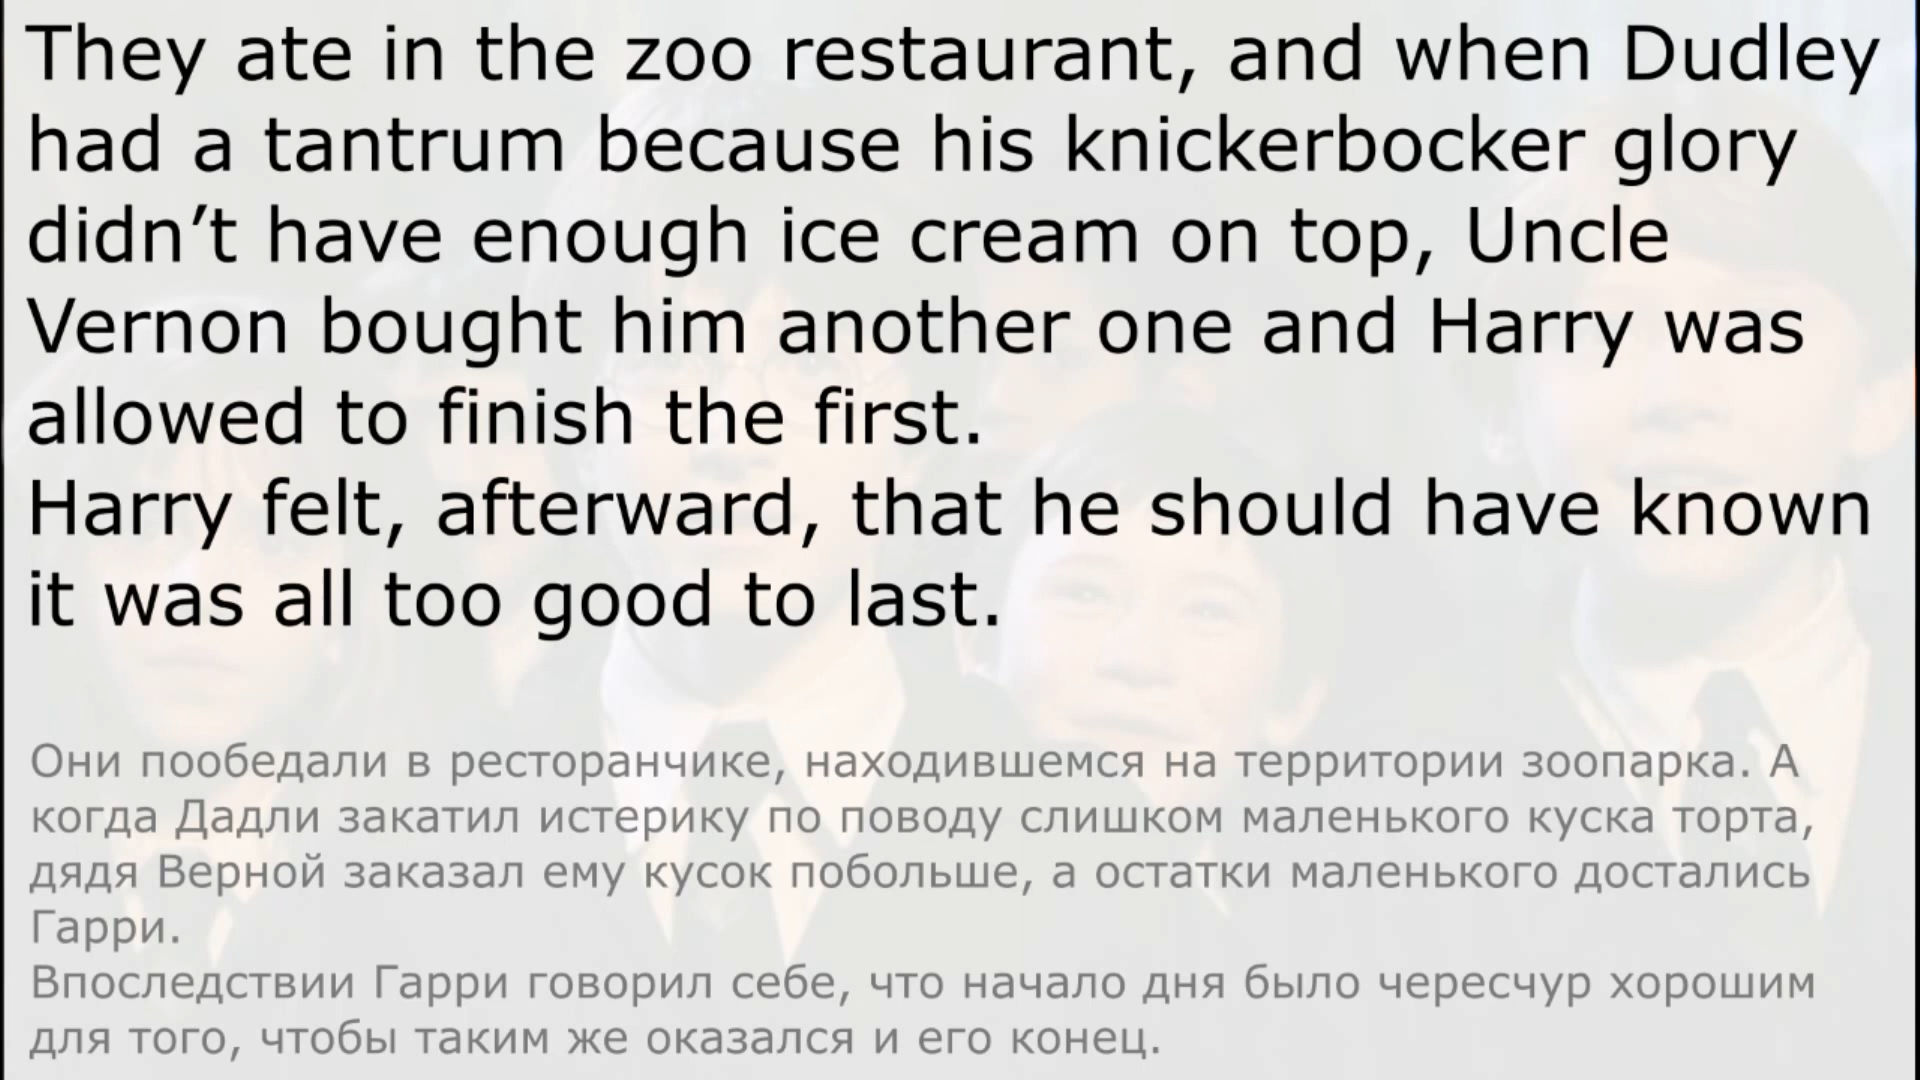 They ate in the zoo restaurant, and when Dudley
had a tantrum because his knickerbocker glory
didn’t have enough ice cream on top, Uncle
Vernon bought him another one and Harry was
allowed to finish the first.
Harry felt, afterward, that he should have known
it was all too good to last.
Они пообедали в ресторанчике, находившемся на территории зоопарка. А
когда Дадли закатил истерику по поводу слишком маленького куска торта,
дядя Верной заказал ему кусок побольше, а остатки маленького достались
Гарри.
Впоследствии Гарри говорил себе, что начало дня было чересчур хорошим
для того, чтобы таким же оказался и его конец.